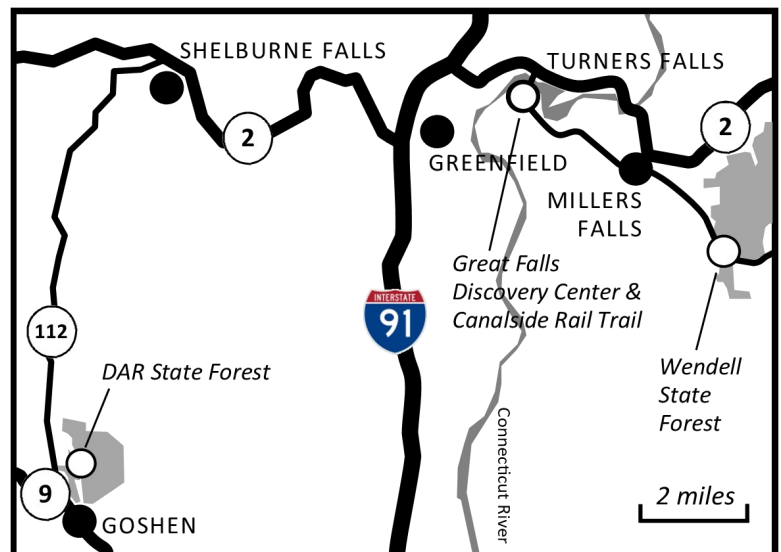 SHELBURNE FALLS
TURNERS FALLS
2
2
GREENFIELD
MILLERS
FALLS
Great Falls
Discovery Center &
Canalside Rail Trail
INTERSTATE
91
112
DAR State Forest
Wendell
State
Forest
Connecticut River
9
GOSHEN
2 miles